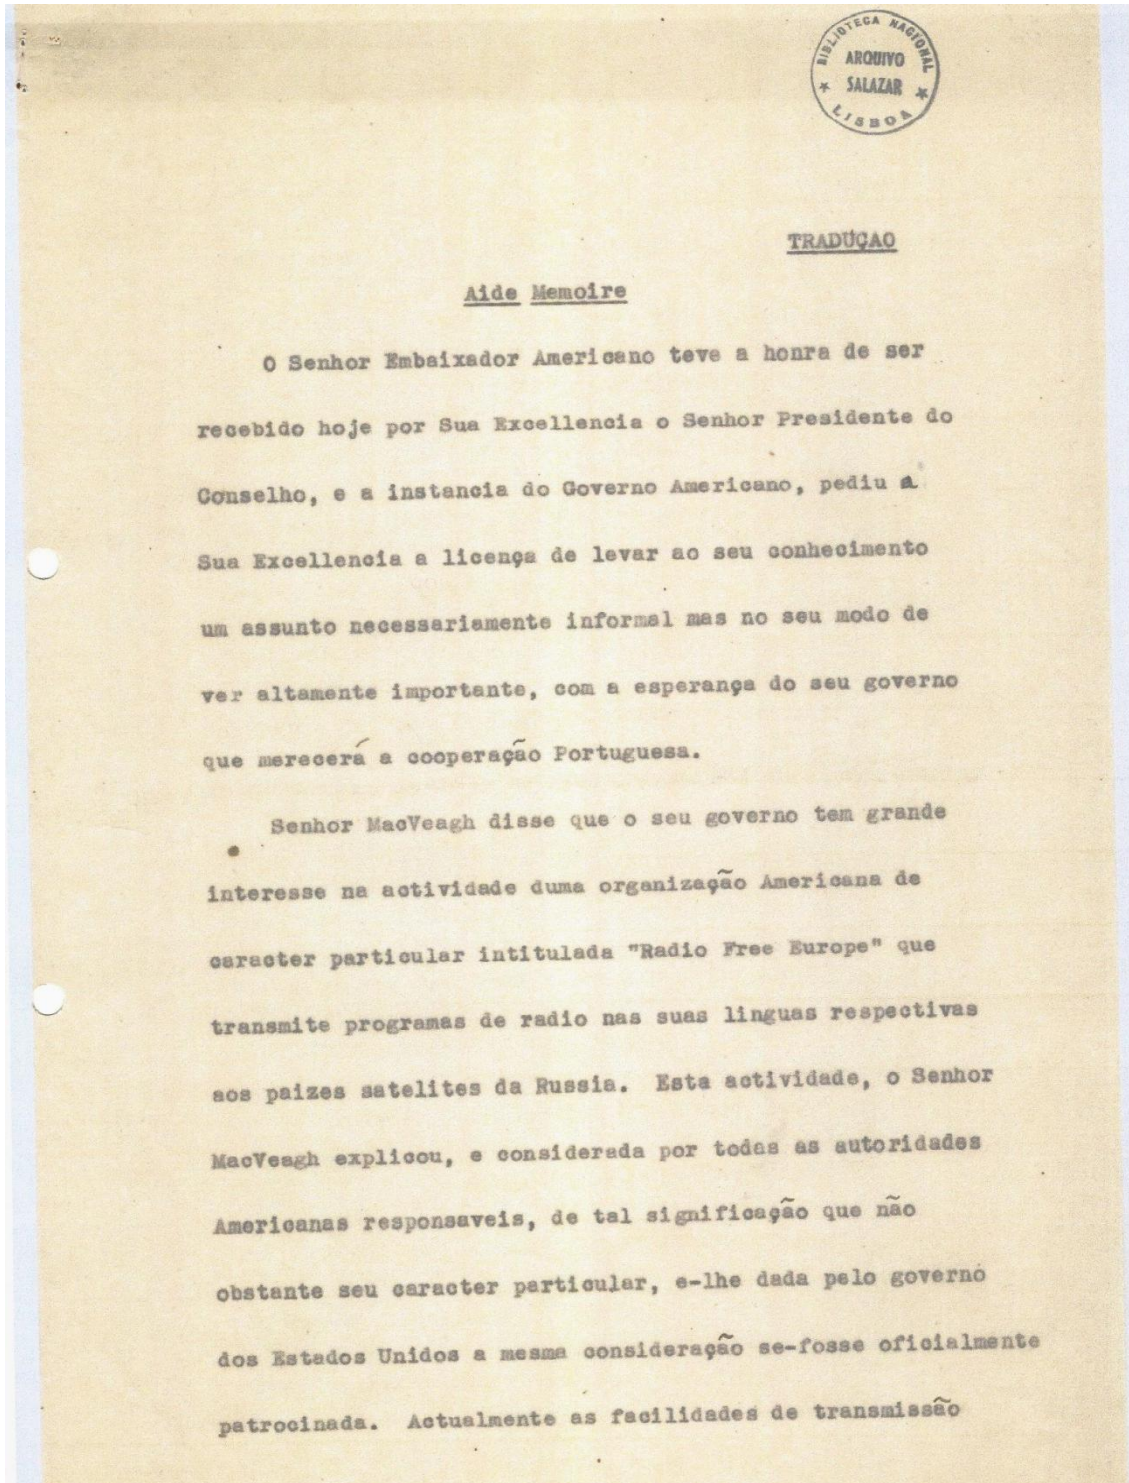 BIBLIOTECA NACIONAL
ARQUIVO
SALAZAR
LISBOA
TRADUÇAO
Aide Memoire
O Senhor Embaixador Americano teve a honra de ser
recebido hoje por Sua Excellencia o Senhor Presidente do
Conselho, e a instancia do Governo Americano, pediu a
Sua Excellencia a licença de levar ao seu conhecimento
um assunto necessariamente informal mas no seu modo de
ver altamente importante, com a esperança do seu governo
que merecerá a cooperação Portuguesa.
Senhor MacVeagh disse que o seu governo tem grande
interesse na actividade duma organização Americana de
caracter particular intitulada "Radio Free Europe" que
transmite programas de radio nas suas linguas respectivas
aos paizes satelites da Russia. Esta actividade, o Senhor
MacVeagh explicou, e considerada por todas as autoridades
Americanas responsaveis, de tal significação que não
obstante seu caracter particular, e-lhe dada pelo governo
dos Estados Unidos a mesma consideração se-fosse oficialmente
patrocinada. Actualmente as facilidades de transmissão